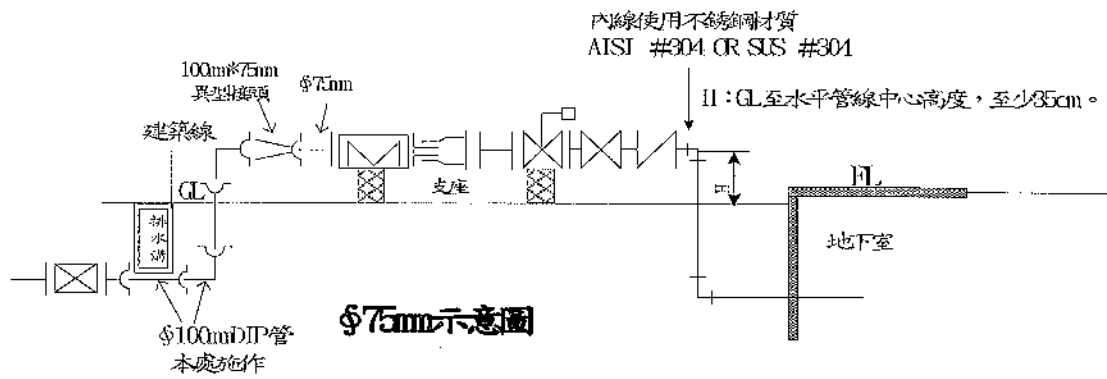 內線使用不銹鋼材質
AISI #304 OR SUS #304
100mm*75mm
異型接頭
∮75mm
H：GL至水平管線中心高度，至少35cm。
建築線
GL
支座
H
FL
排水溝
地下室
∮100mmDIP管
本處施作
∮75mm示意圖